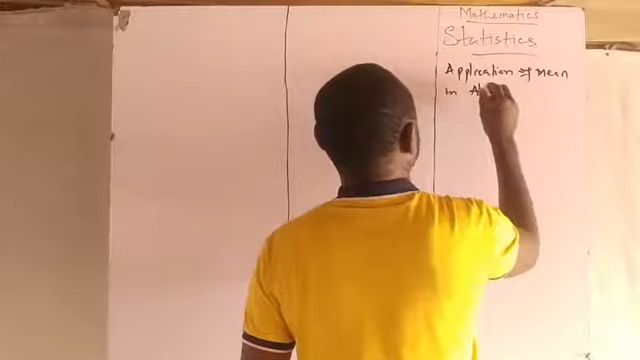 Mathematics
Statistics
Application of mean
in